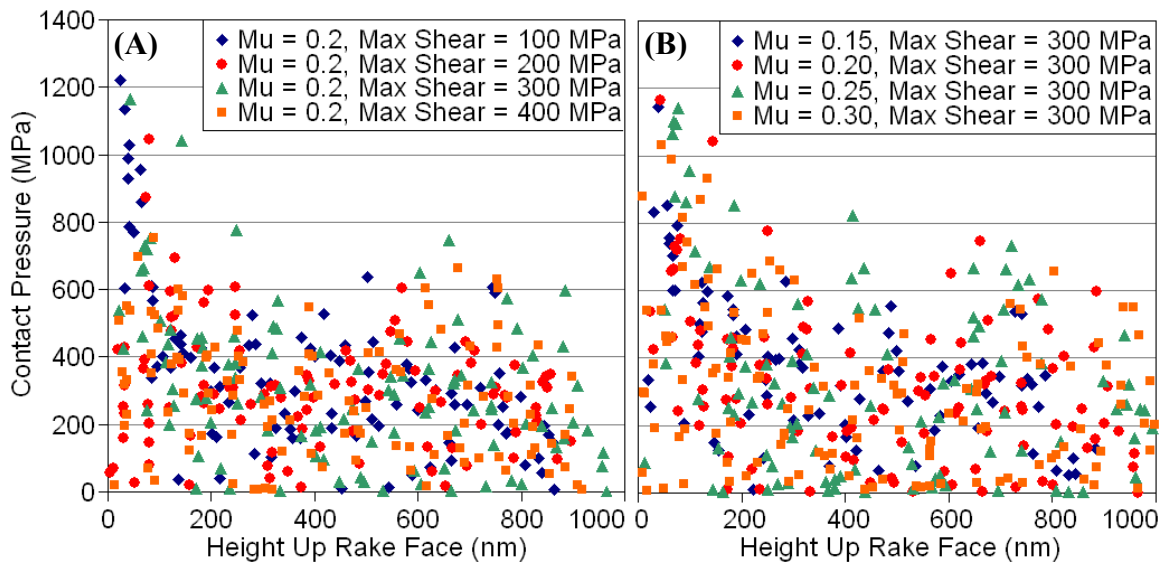 (A)
Mu = 0.2, Max Shear = 100 MPa
Mu = 0.2, Max Shear = 200 MPa
Mu = 0.2, Max Shear = 300 MPa
Mu = 0.2, Max Shear = 400 MPa
(B)
Mu = 0.15, Max Shear = 300 MPa
Mu = 0.20, Max Shear = 300 MPa
Mu = 0.25, Max Shear = 300 MPa
Mu = 0.30, Max Shear = 300 MPa
Contact Pressure (MPa)
1400
1200
1000
800
600
400
200
0
0 200 400 600 800 1000
Height Up Rake Face (nm)
0 200 400 600 800 1000
Height Up Rake Face (nm)